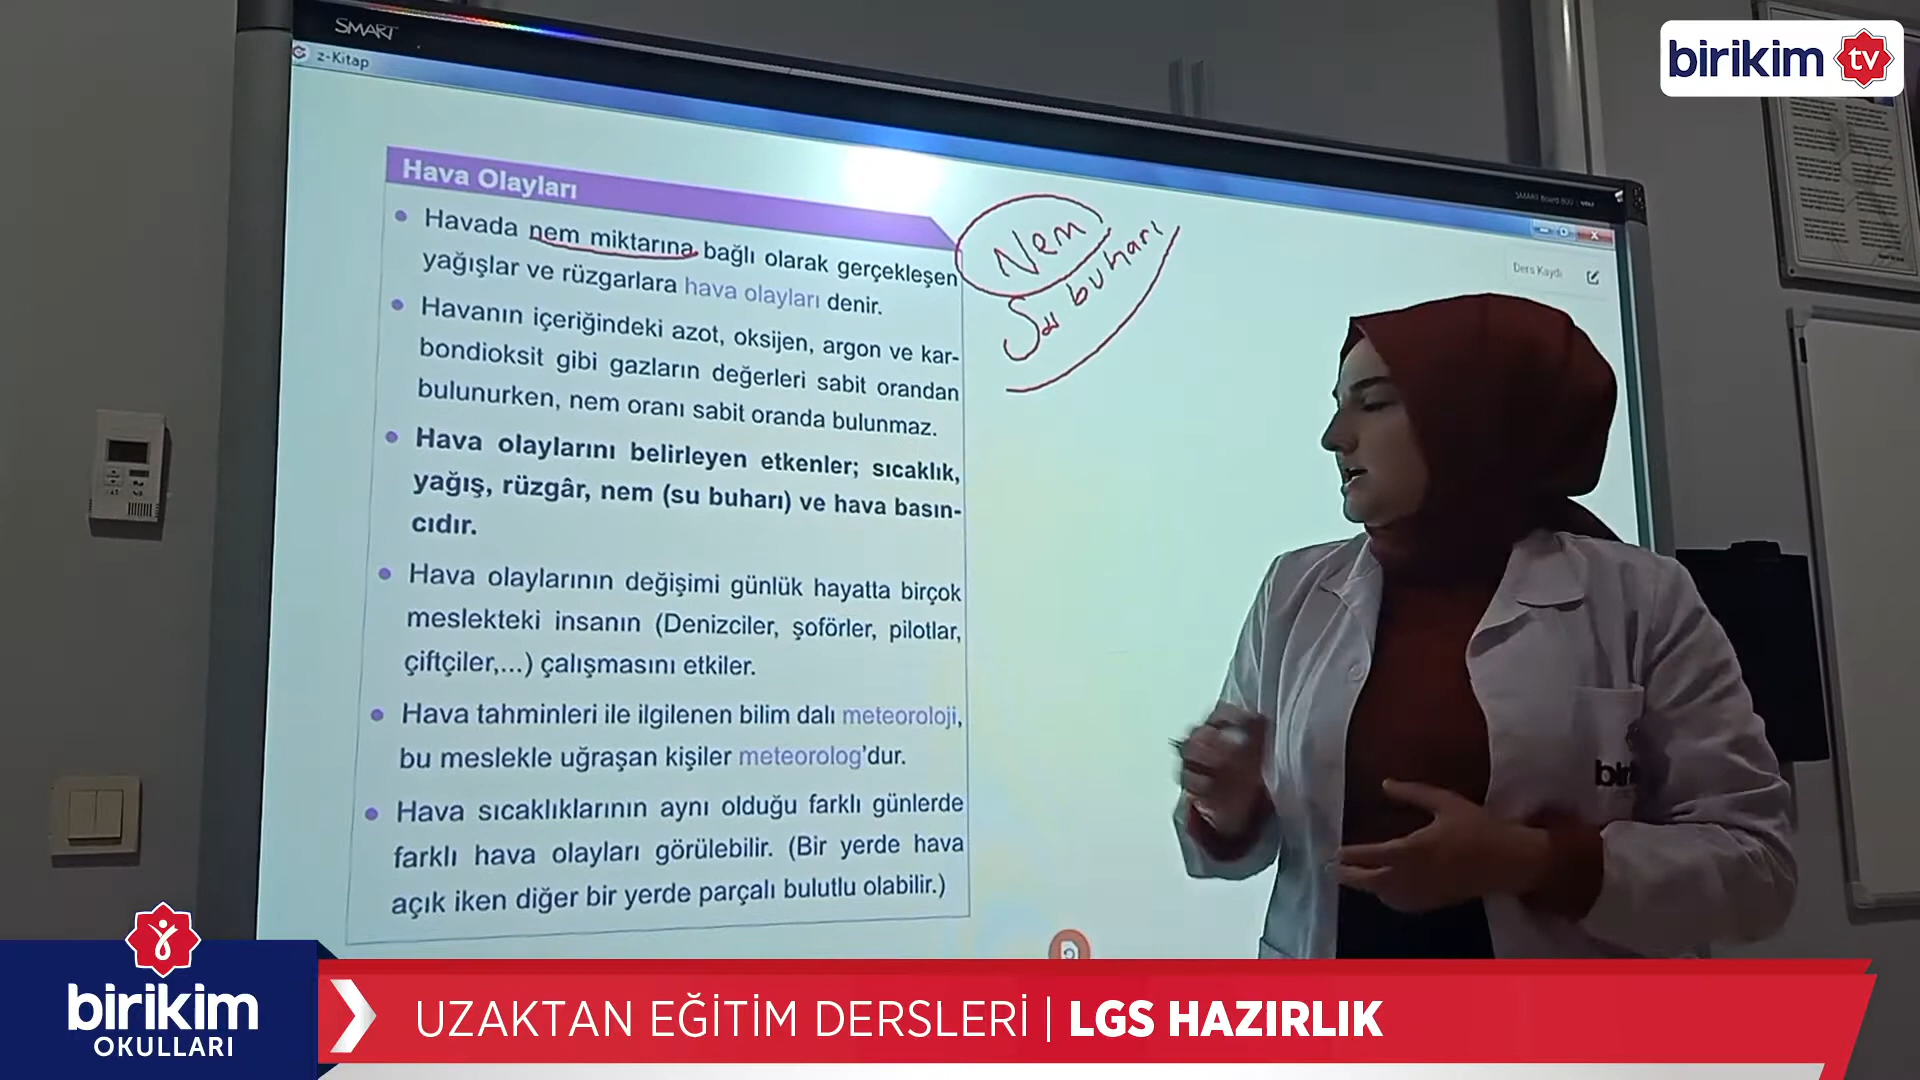 SMART
z-Kitap
birikim tv
Hava Olayları
Havada nem miktarına bağlı olarak gerçekleşen
yağışlar ve rüzgarlara hava olayları denir.
Havanın içeriğindeki azot, oksijen, argon ve kar-
bondioksit gibi gazların değerleri sabit orandan
bulunurken, nem oranı sabit oranda bulunmaz.
Hava olaylarını belirleyen etkenler; sıcaklık,
yağış, rüzgâr, nem (su buharı) ve hava basın-
cıdır.
Hava olaylarının değişimi günlük hayatta birçok
meslekteki insanın (Denizciler, şoförler, pilotlar,
çiftçiler,...) çalışmasını etkiler.
Hava tahminleri ile ilgilenen bilim dalı meteoroloji,
bu meslekle uğraşan kişiler meteorolog'dur.
Hava sıcaklıklarının aynı olduğu farklı günlerde
farklı hava olayları görülebilir. (Bir yerde hava
açık iken diğer bir yerde parçalı bulutlu olabilir.)
Nem
Su buharı
Ders Kaydı
birikim
OKULLARI
UZAKTAN EĞİTİM DERSLERİ | LGS HAZIRLIK